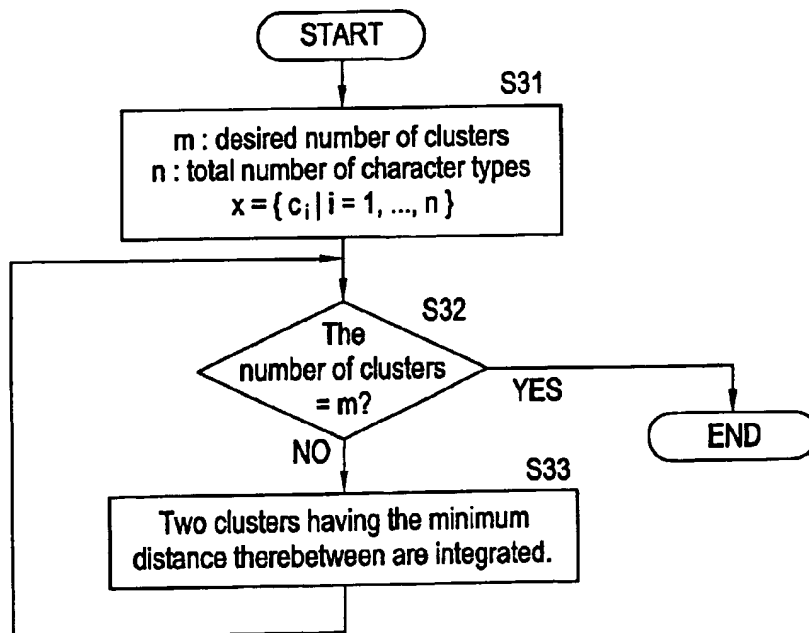 START
S31
m : desired number of clusters
n : total number of character types
x = { c i | i = 1, ..., n }
S32
The
number of clusters
= m?
YES
END
NO
S33
Two clusters having the minimum
distance therebetween are integrated.